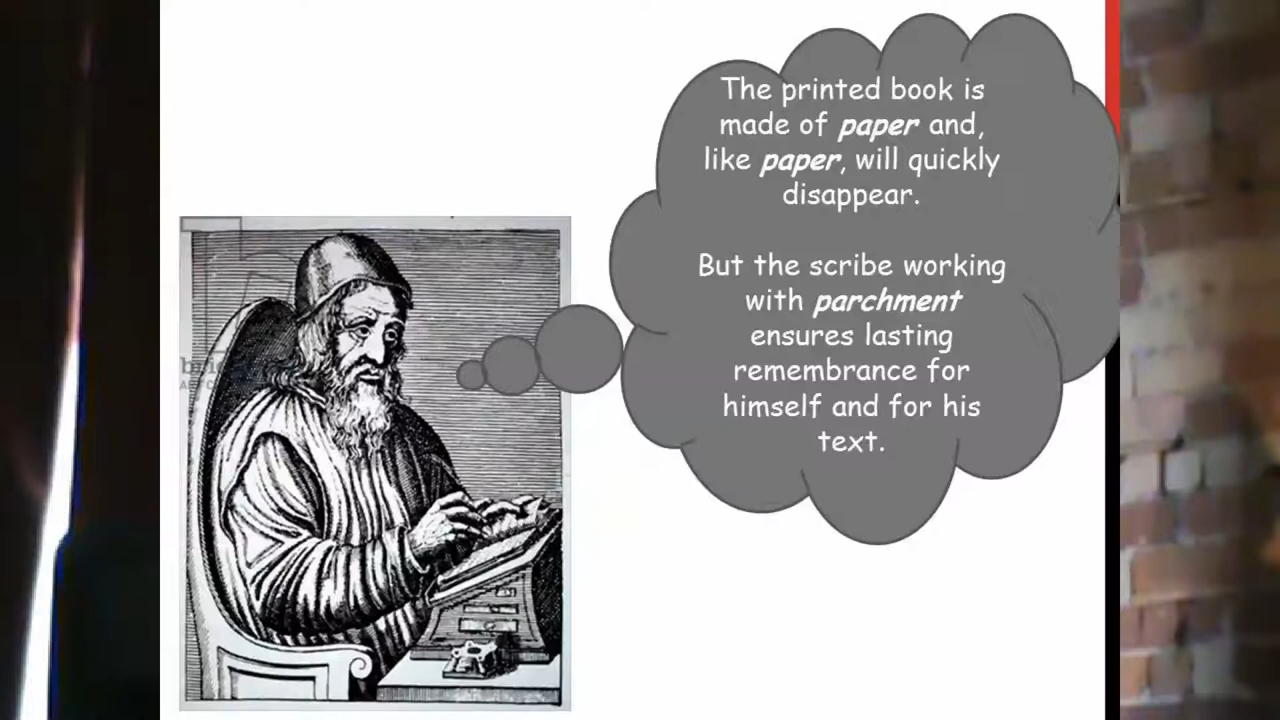 The printed book is
made of paper and,
like paper, will quickly
disappear.
But the scribe working
with parchment
ensures lasting
remembrance for
himself and for his
text.